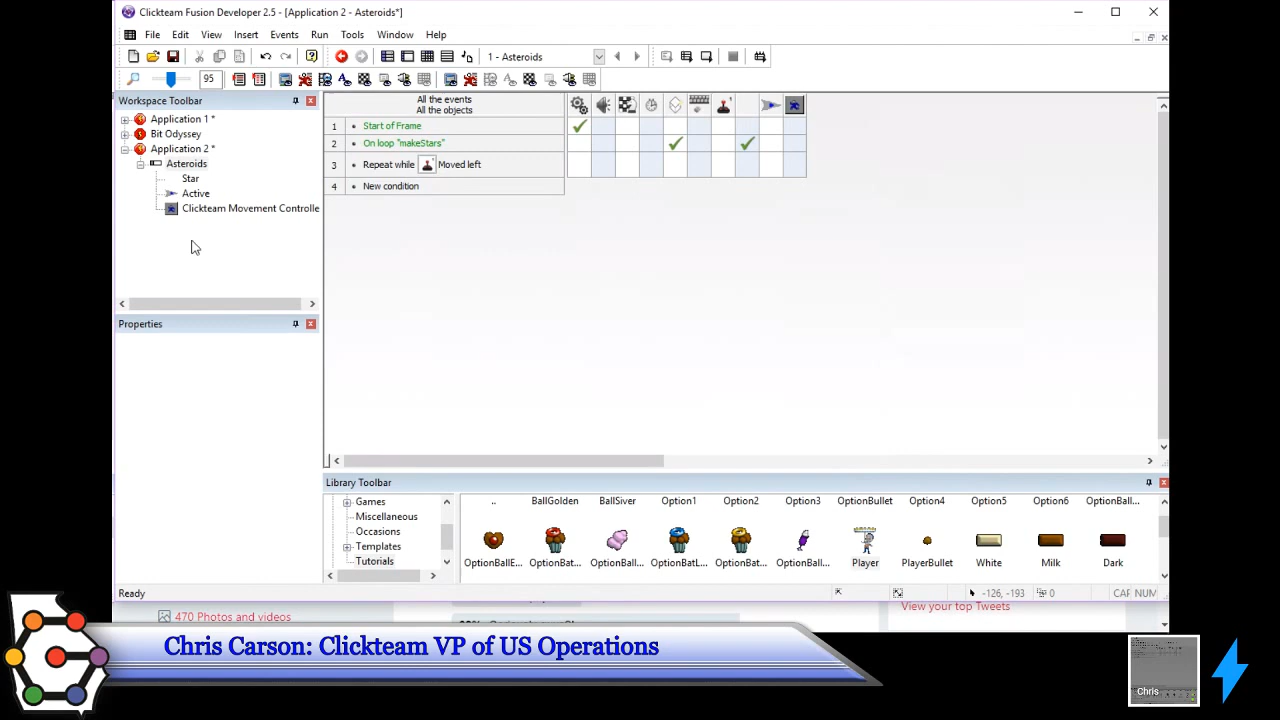 Clickteam Fusion Developer 2.5 - [Application 2 - Asteroids*]
File Edit View Insert Events Run Tools Window Help
1 - Asteroids
95
Workspace Toolbar
Application 1 *
Bit Odyssey
Application 2 *
Asteroids
Star
Active
Clickteam Movement Controlle
Properties
All the events
All the objects
1 • Start of Frame
2 • On loop "makeStars"
3 • Repeat while Moved left
4 • New condition
Library Toolbar
Games
Miscellaneous
Occasions
Templates
Tutorials
.. BallGolden BallSiver Option1 Option2 Option3 OptionBullet Option4 Option5 Option6 OptionBall...
OptionBallE... OptionBat... OptionBall... OptionBatL... OptionBat... OptionBall... Player PlayerBullet White Milk Dark
Ready
-126, -193
0
CAP NUM
470 Photos and videos
View your top Tweets
Chris Carson: Clickteam VP of US Operations
Chris